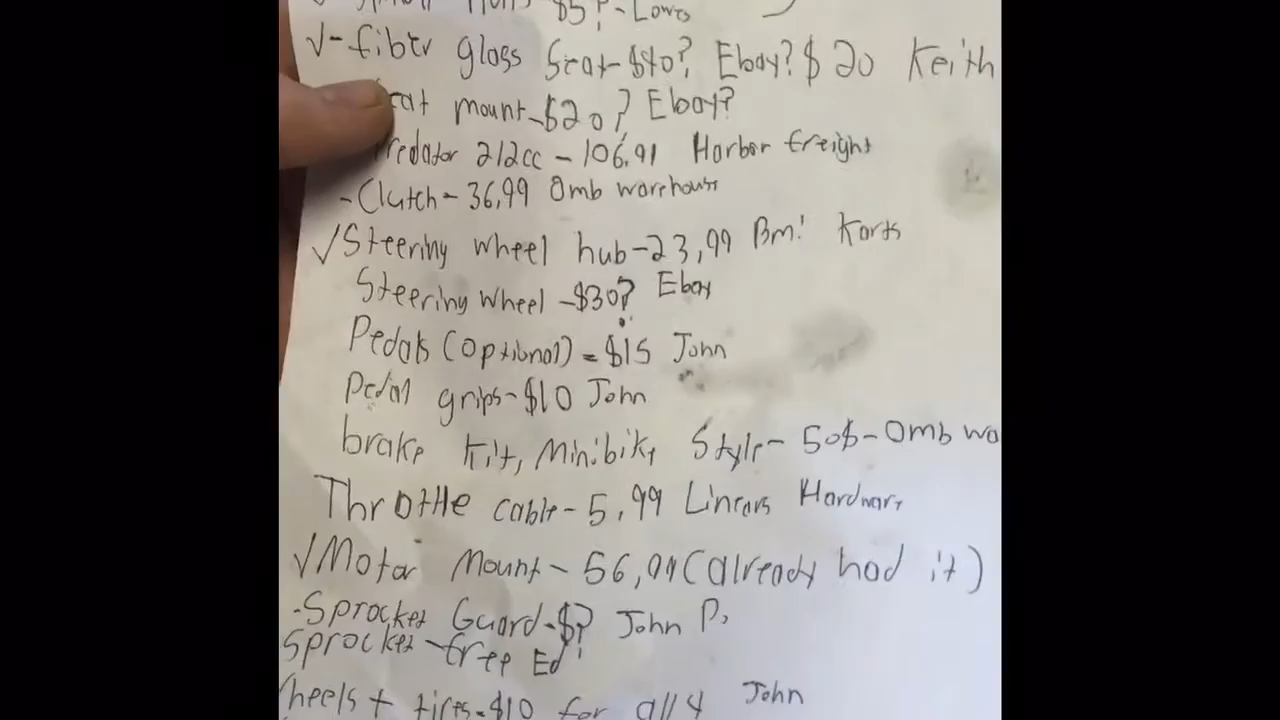 $5?-Lowes
√-fiber glass Seat-$40? Ebay? $20 Keith
mount-$20? Ebay?
redator 212cc-106,91 Harbor freight
-Clutch-36,99 Omb warehouse
√Steering wheel hub-23,99 Bmi Karts
Steering wheel-$30? Ebay
Pedals (optional)=$15 John
Pedal grips-$10 John
brake kit, Minibike Style-50$-Omb wa
Throttle cable-5,99 Hardware
√Motor Mount-56,99 (already had it)
-Sprocket Guard-$? John P.
Sprocket-free Ed
heels + tires-$10 for all 4 John